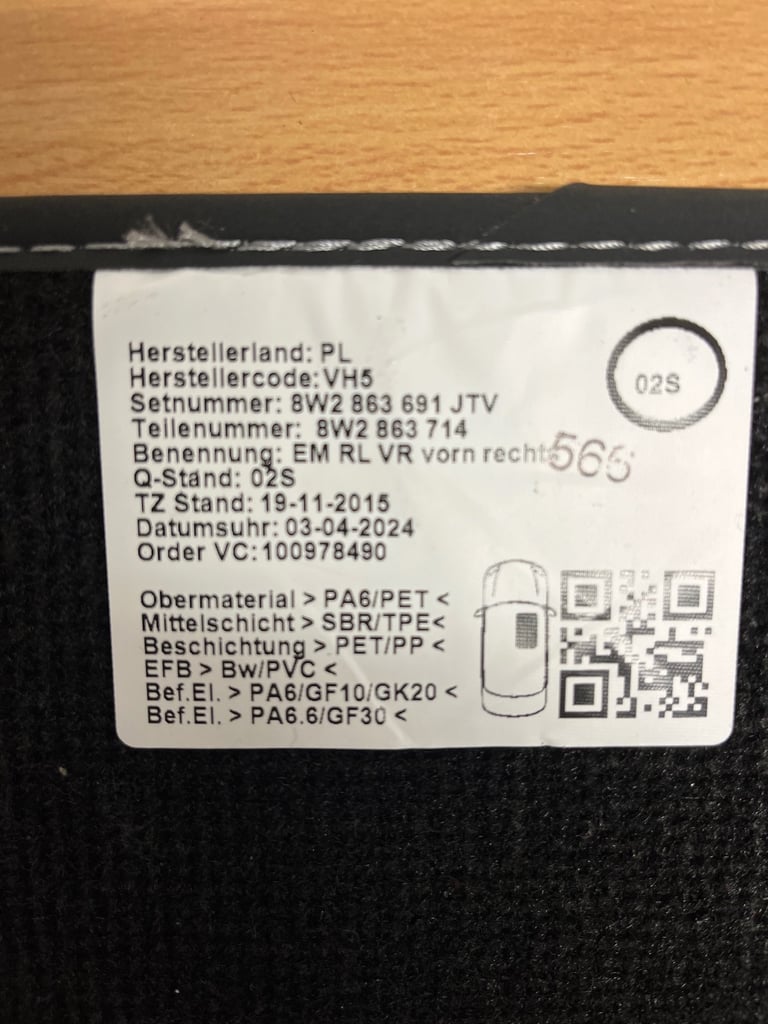 Herstellerland: PL
Herstellercode: VH5
Setnummer: 8W2 863 691 JTV
Teilenummer: 8W2 863 714
Benennung: EM RL VR vorn rechts
565
Q-Stand: 02S
TZ Stand: 19-11-2015
Datumsuhr: 03-04-2024
Order VC: 100978490
02S
Obermaterial > PA6/PET <
Mittelschicht > SBR/TPE<
Beschichtung > PET/PP <
EFB > Bw/PVC <
Bef.El. > PA6/GF10/GK20 <
Bef.El. > PA6.6/GF30 <